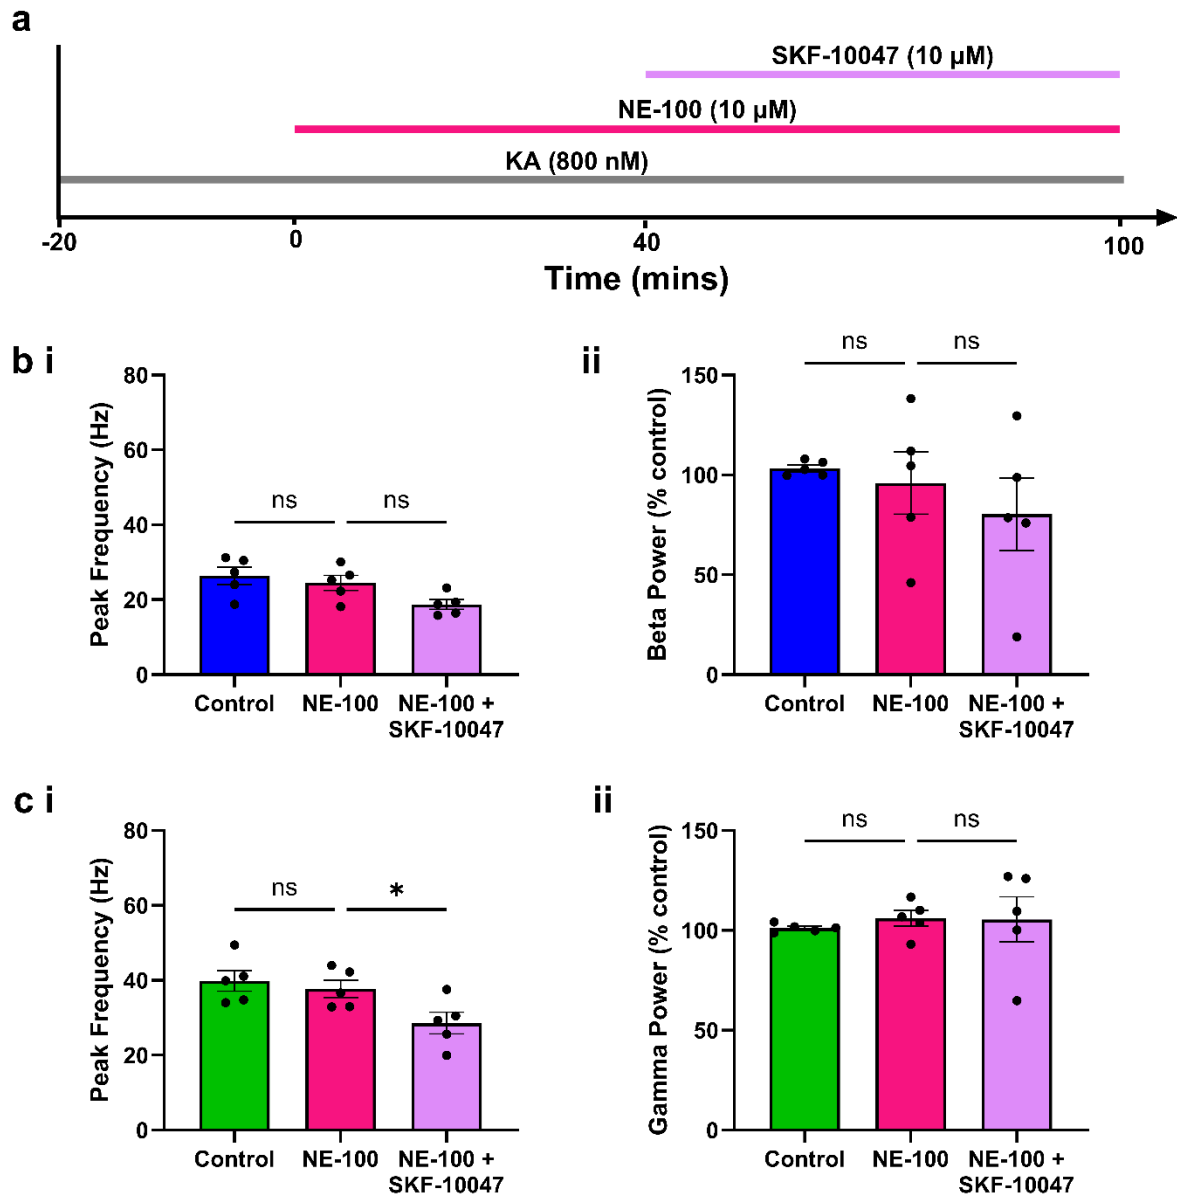 a
SKF-10047 (10 µM)
NE-100 (10 µM)
KA (800 nM)
-20
0
40
100
Time (mins)
b i
80
60
40
20
0
Peak Frequency (Hz)
ns
ns
Control
NE-100
NE-100 +
SKF-10047
ii
150
100
50
0
Beta Power (% control)
ns
ns
Control
NE-100
NE-100 +
SKF-10047
c i
80
60
40
20
0
Peak Frequency (Hz)
ns
*
Control
NE-100
NE-100 +
SKF-10047
ii
150
100
50
0
Gamma Power (% control)
ns
ns
Control
NE-100
NE-100 +
SKF-10047